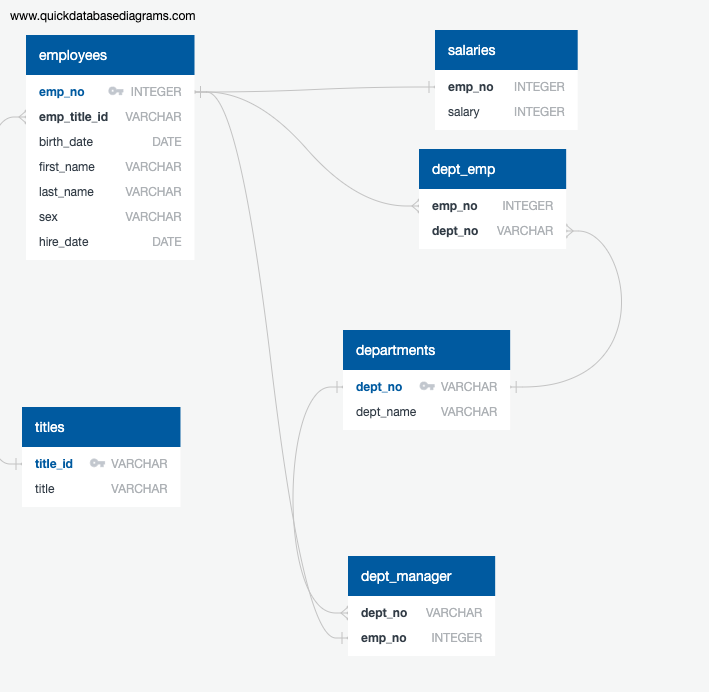 www.quickdatabasediagrams.com
employees
emp_no INTEGER
emp_title_id VARCHAR
birth_date DATE
first_name VARCHAR
last_name VARCHAR
sex VARCHAR
hire_date DATE
salaries
emp_no INTEGER
salary INTEGER
dept_emp
emp_no INTEGER
dept_no VARCHAR
departments
dept_no VARCHAR
dept_name VARCHAR
titles
title_id VARCHAR
title VARCHAR
dept_manager
dept_no VARCHAR
emp_no INTEGER